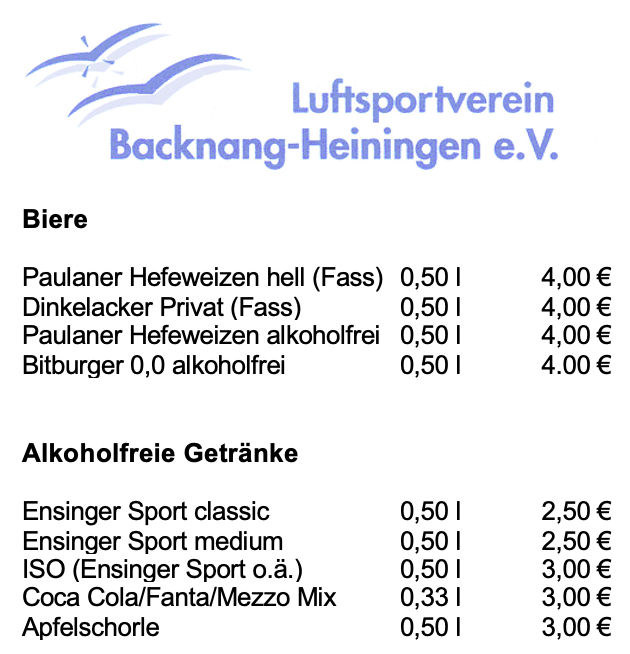 Luftsportverein
Backnang-Heiningen e.V.
Biere
Paulaner Hefeweizen hell (Fass) 0,50 l 4,00 €
Dinkelacker Privat (Fass) 0,50 l 4,00 €
Paulaner Hefeweizen alkoholfrei 0,50 l 4,00 €
Bitburger 0,0 alkoholfrei 0,50 l 4.00 €
Alkoholfreie Getränke
Ensinger Sport classic 0,50 l 2,50 €
Ensinger Sport medium 0,50 l 2,50 €
ISO (Ensinger Sport o.ä.) 0,50 l 3,00 €
Coca Cola/Fanta/Mezzo Mix 0,33 l 3,00 €
Apfelschorle 0,50 l 3,00 €